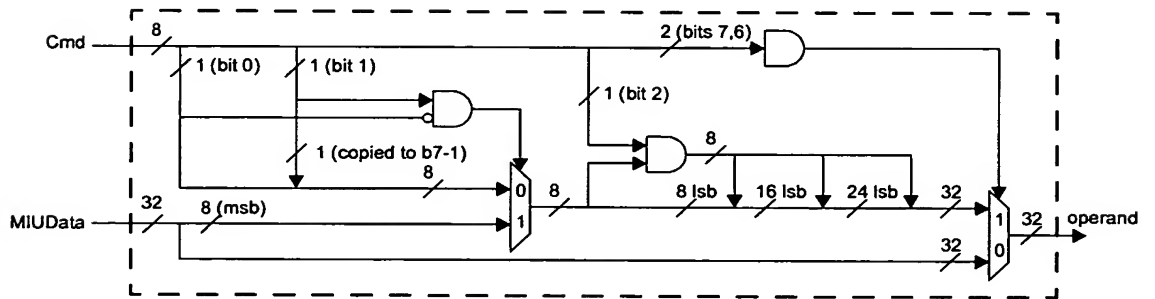 Cmd
8
2 (bits 7,6)
1 (bit 0)
1 (bit 1)
1 (bit 2)
1 (copied to b7-1)
8
8
0
1
8
8 lsb
16 lsb
24 lsb
32
1
0
32
operand
MIUData
32
8 (msb)
32